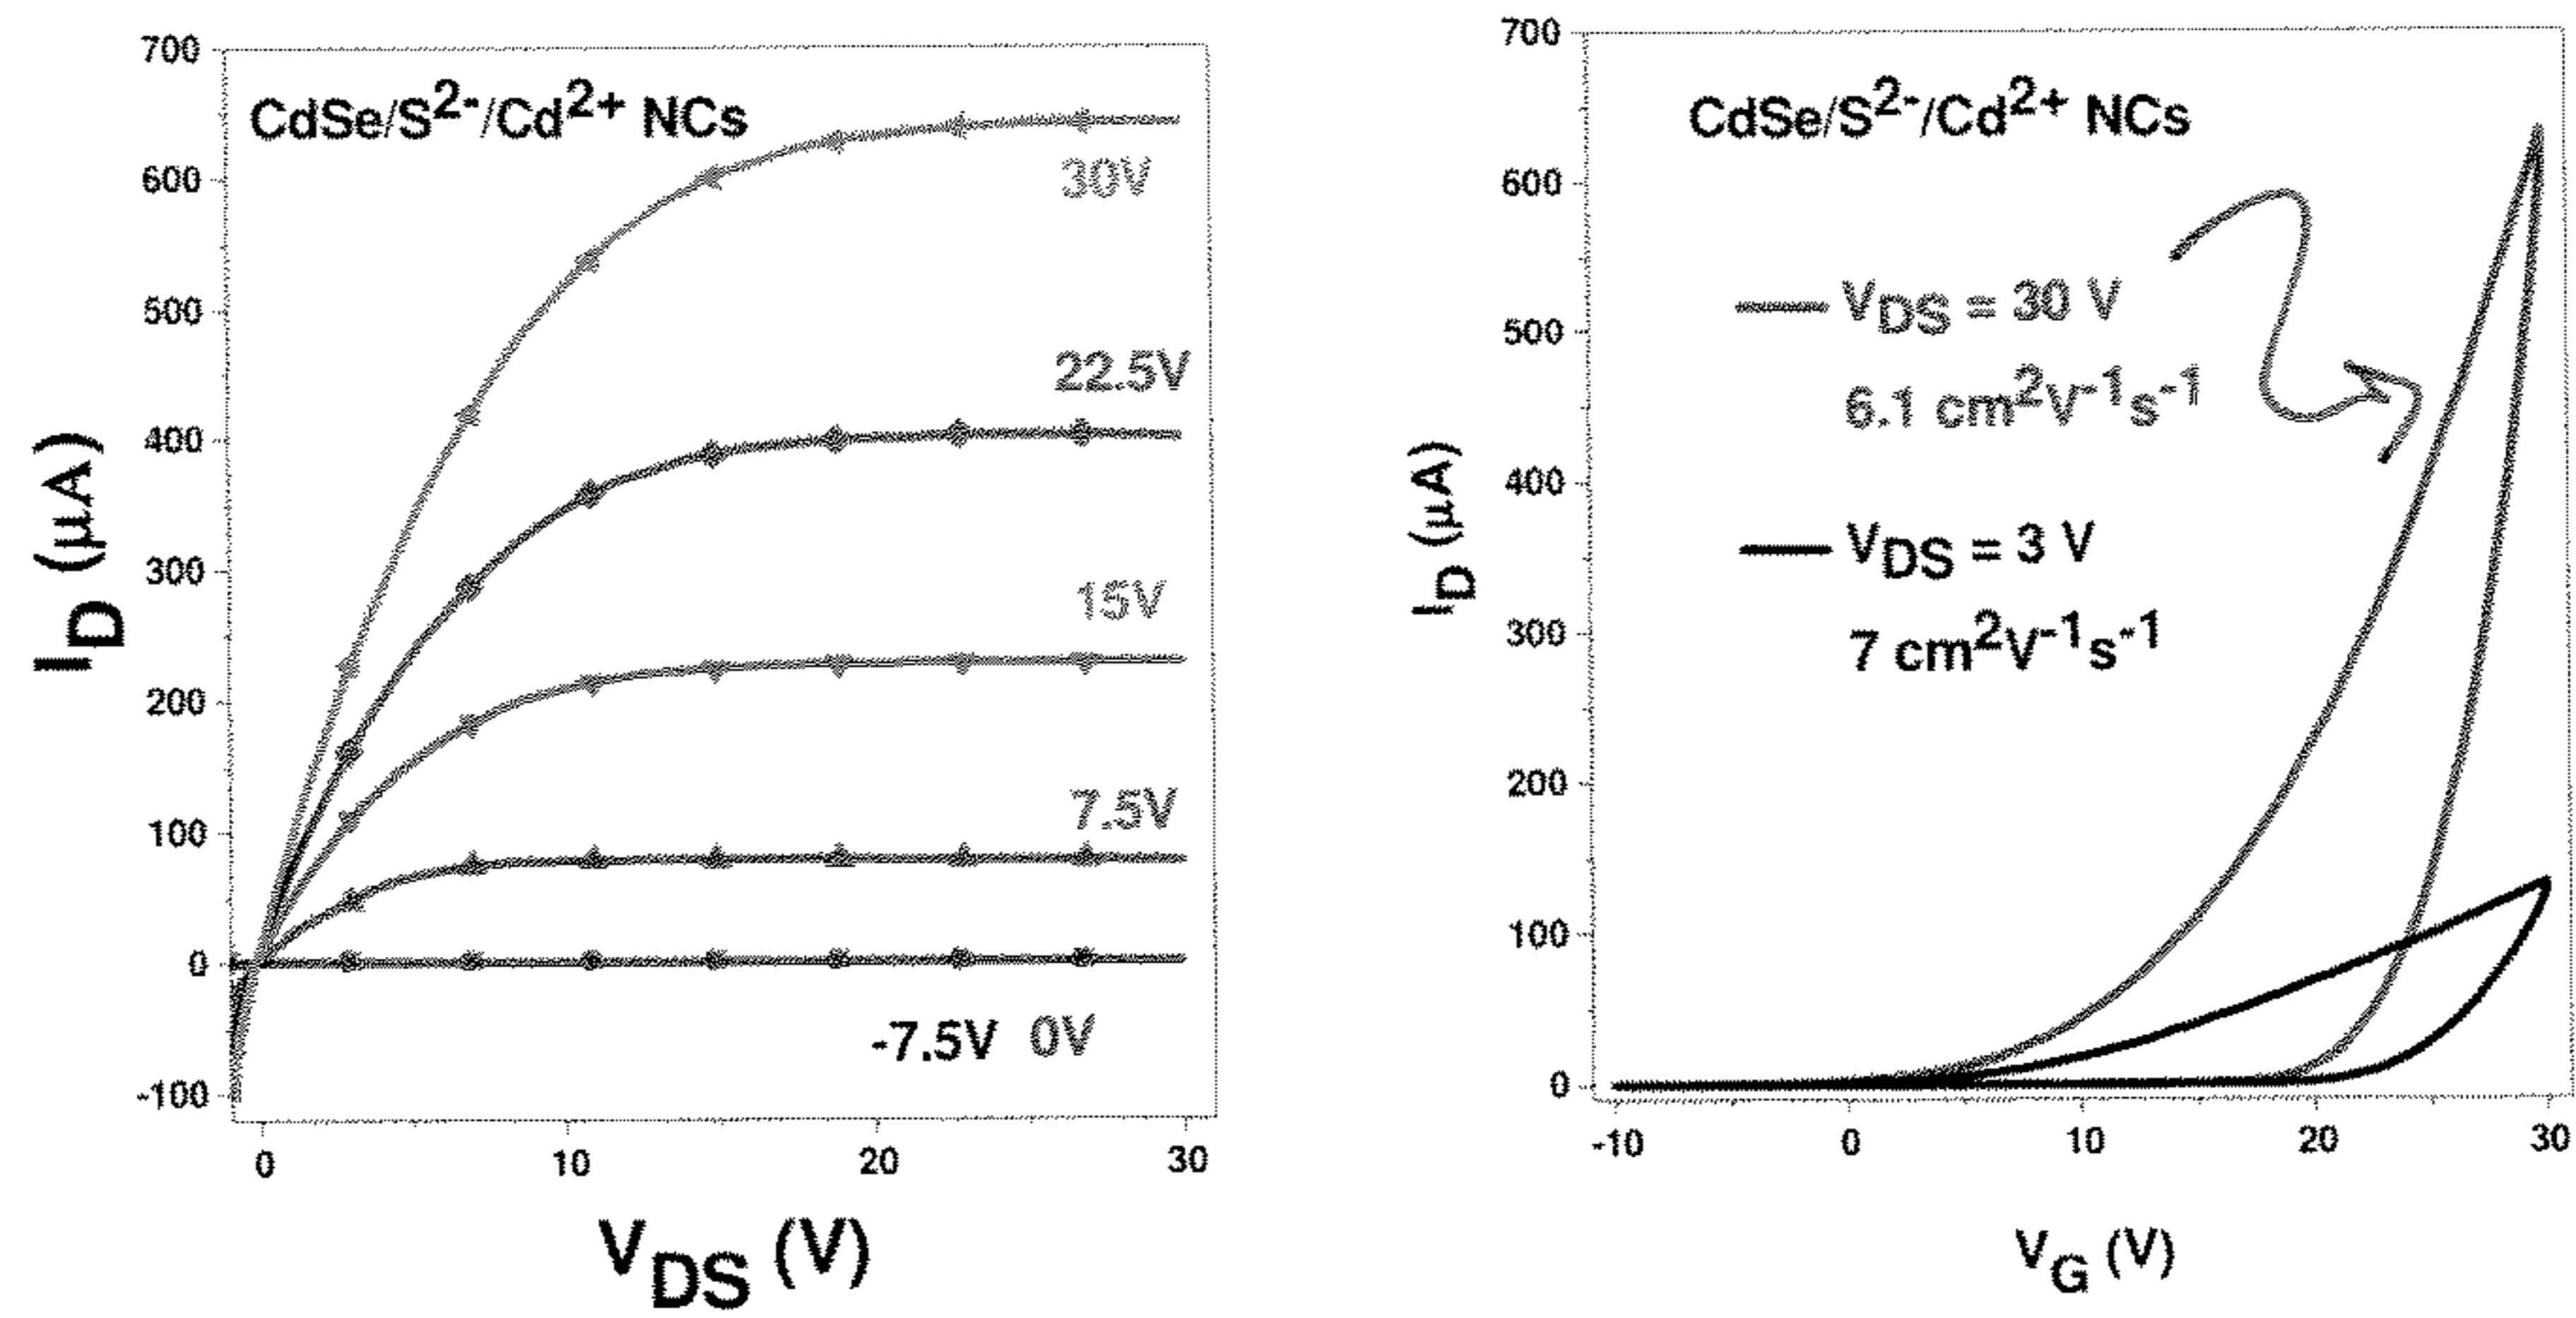 700
600
500
400
300
200
100
0
-100
I_D (µA)
CdSe/S²⁻/Cd²⁺ NCs
30V
22.5V
15V
7.5V
-7.5V 0V
0 10 20 30
V_DS (V)
700
600
500
400
300
200
100
0
I_D (µA)
CdSe/S²⁻/Cd²⁺ NCs
V_DS = 30 V
6.1 cm²V⁻¹s⁻¹
V_DS = 3 V
7 cm²V⁻¹s⁻¹
-10 0 10 20 30
V_G (V)